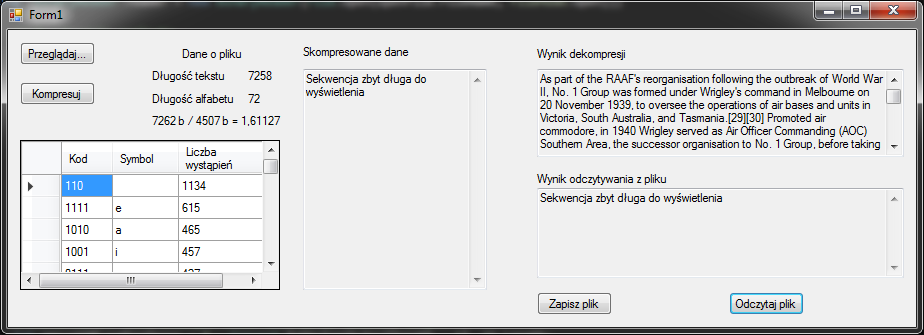 Form1
Przeglądaj...
Kompresuj
Dane o pliku
Długość tekstu 7258
Długość alfabetu 72
7262 b / 4507 b = 1,61127
Kod Symbol Liczba
wystąpień
110 1134
1111 e 615
1010 a 465
1001 i 457
Skompresowane dane
Sekwencja zbyt długa do
wyświetlenia
Wynik dekompresji
As part of the RAAF's reorganisation following the outbreak of World War
II, No. 1 Group was formed under Wrigley's command in Melbourne on
20 November 1939, to oversee the operations of air bases and units in
Victoria, South Australia, and Tasmania.[29][30] Promoted air
commodore, in 1940 Wrigley served as Air Officer Commanding (AOC)
Southern Area, the successor organisation to No. 1 Group, before taking
Wynik odczytywania z pliku
Sekwencja zbyt długa do wyświetlenia
Zapisz plik
Odczytaj plik